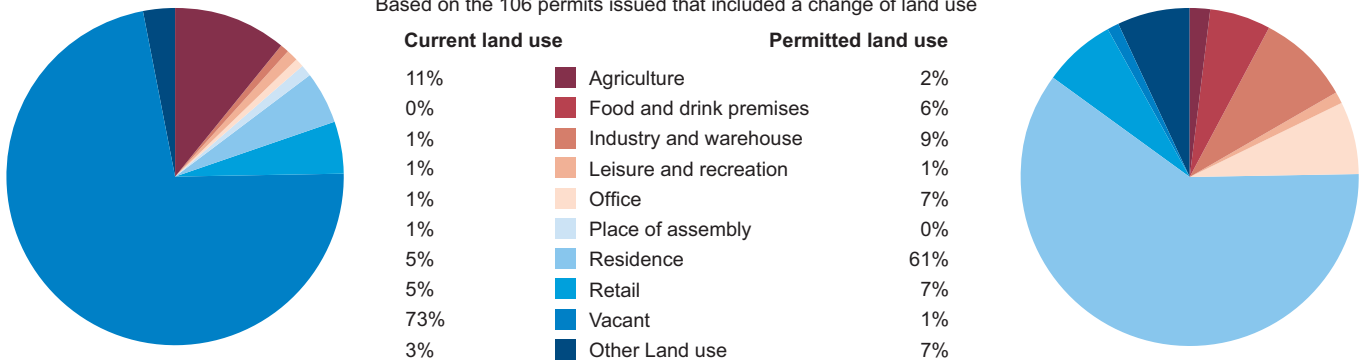 Based on the 106 permits issued that included a change of land use
Current land use Permitted land use
11% Agriculture 2%
0% Food and drink premises 6%
1% Industry and warehouse 9%
1% Leisure and recreation 1%
1% Office 7%
1% Place of assembly 0%
5% Residence 61%
5% Retail 7%
73% Vacant 1%
3% Other Land use 7%